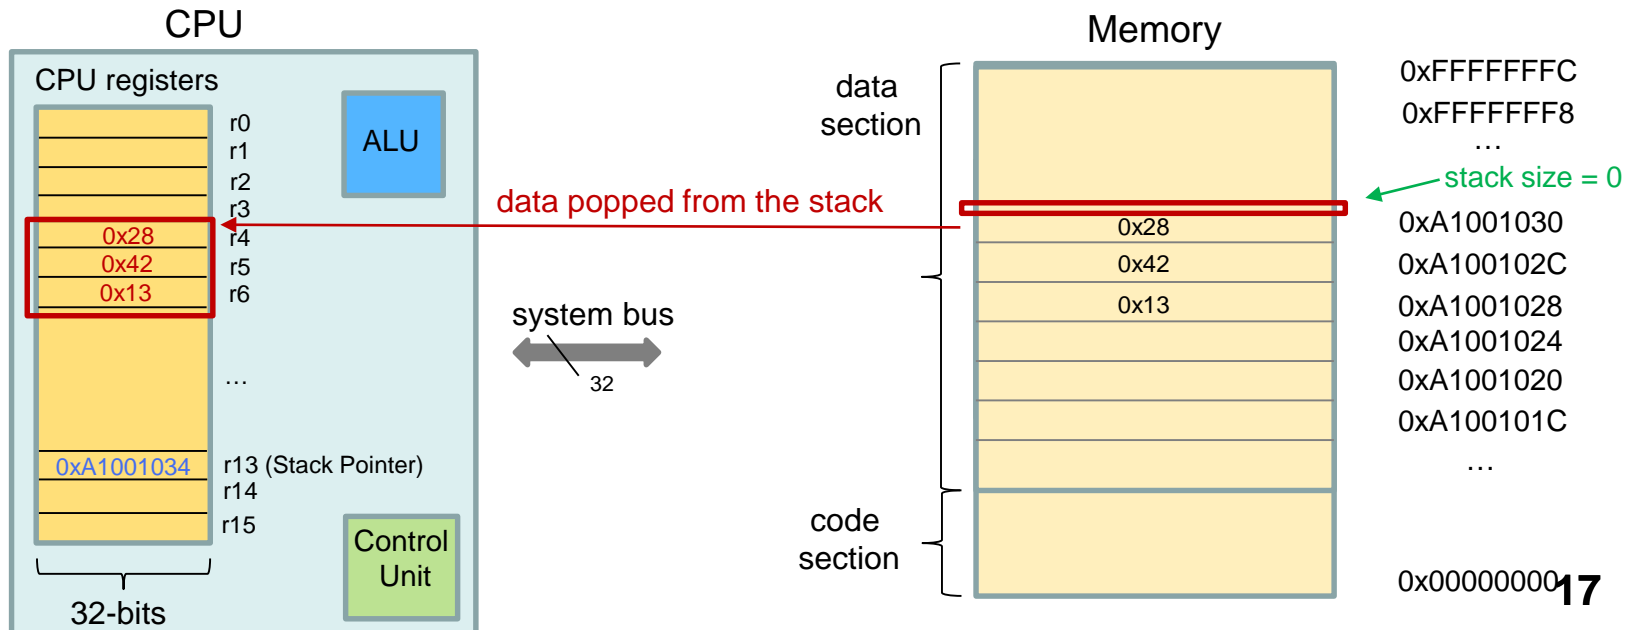 CPU
CPU registers
r0
r1
r2
r3
0x28
r4
0x42
r5
0x13
r6
…
0xA1001034
r13 (Stack Pointer)
r14
r15
32-bits
ALU
Control
Unit
data popped from the stack
system bus
32
Memory
data
section
code
section
0x28
0x42
0x13
0xFFFFFFFC
0xFFFFFFF8
…
stack size = 0
0xA1001030
0xA100102C
0xA1001028
0xA1001024
0xA1001020
0xA100101C
…
0x00000000
17